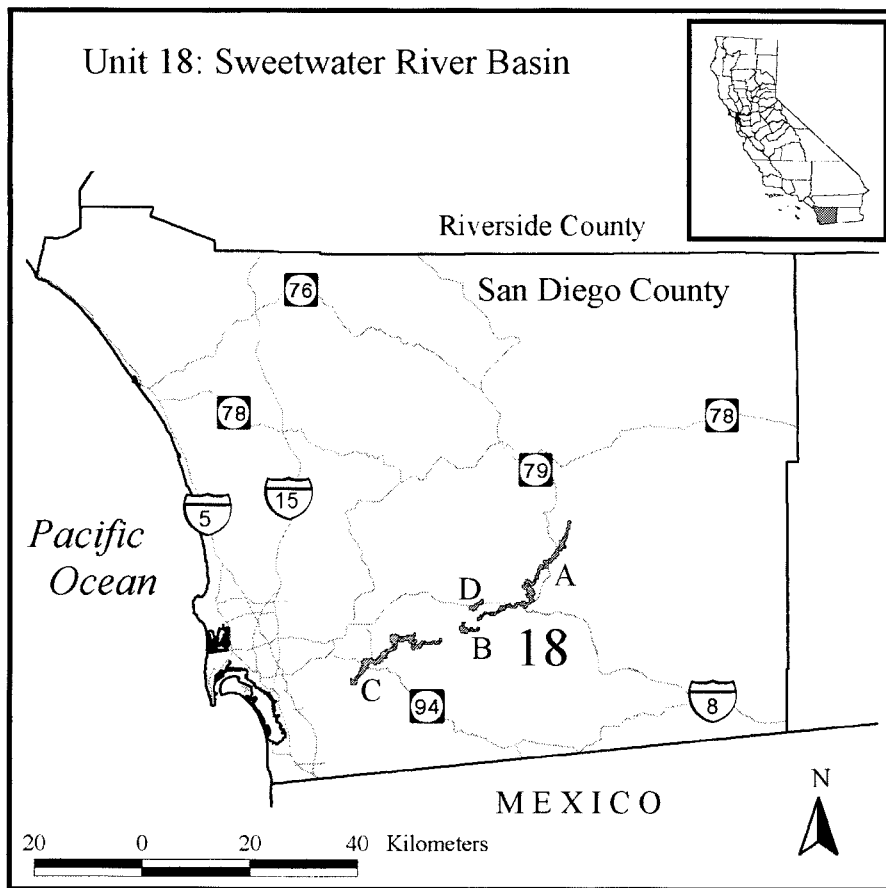 Unit 18: Sweetwater River Basin
Riverside County
San Diego County
76
78
78
79
5
15
Pacific
Ocean
A
D
B
18
C
94
8
MEXICO
N
20 0 20 40 Kilometers